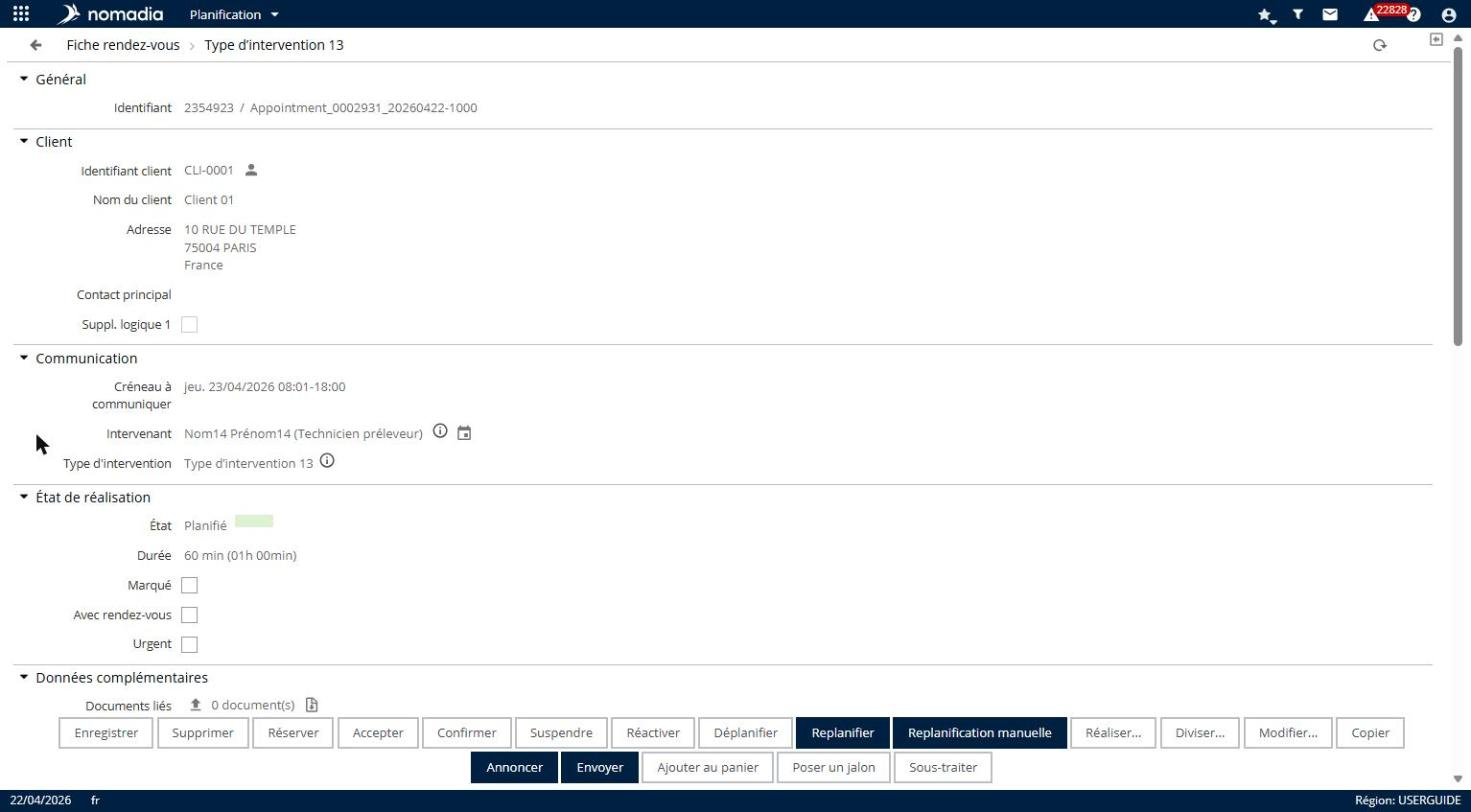 nomadia Planification 22828
Fiche rendez-vous › Type d’intervention 13
Général
Identifiant 2354923 / Appointment_0002931_20260422-1000
Client
Identifiant client CLI-0001
Nom du client Client 01
Adresse 10 RUE DU TEMPLE
75004 PARIS
France
Contact principal
Suppl. logique 1
Communication
Créneau à jeu. 23/04/2026 08:01-18:00
communiquer
Intervenant Nom14 Prénom14 (Technicien préleveur)
Type d'intervention Type d’intervention 13
État de réalisation
État Planifié
Durée 60 min (01h 00min)
Marqué
Avec rendez-vous
Urgent
Données complémentaires
Documents liés 0 document(s)
Enregistrer Supprimer Réserver Accepter Confirmer Suspendre Réactiver Déplanifier Replanifier Replanification manuelle Réaliser... Diviser... Modifier... Copier
Annoncer Envoyer Ajouter au panier Poser un jalon Sous-traiter
22/04/2026 fr Région: USERGUIDE